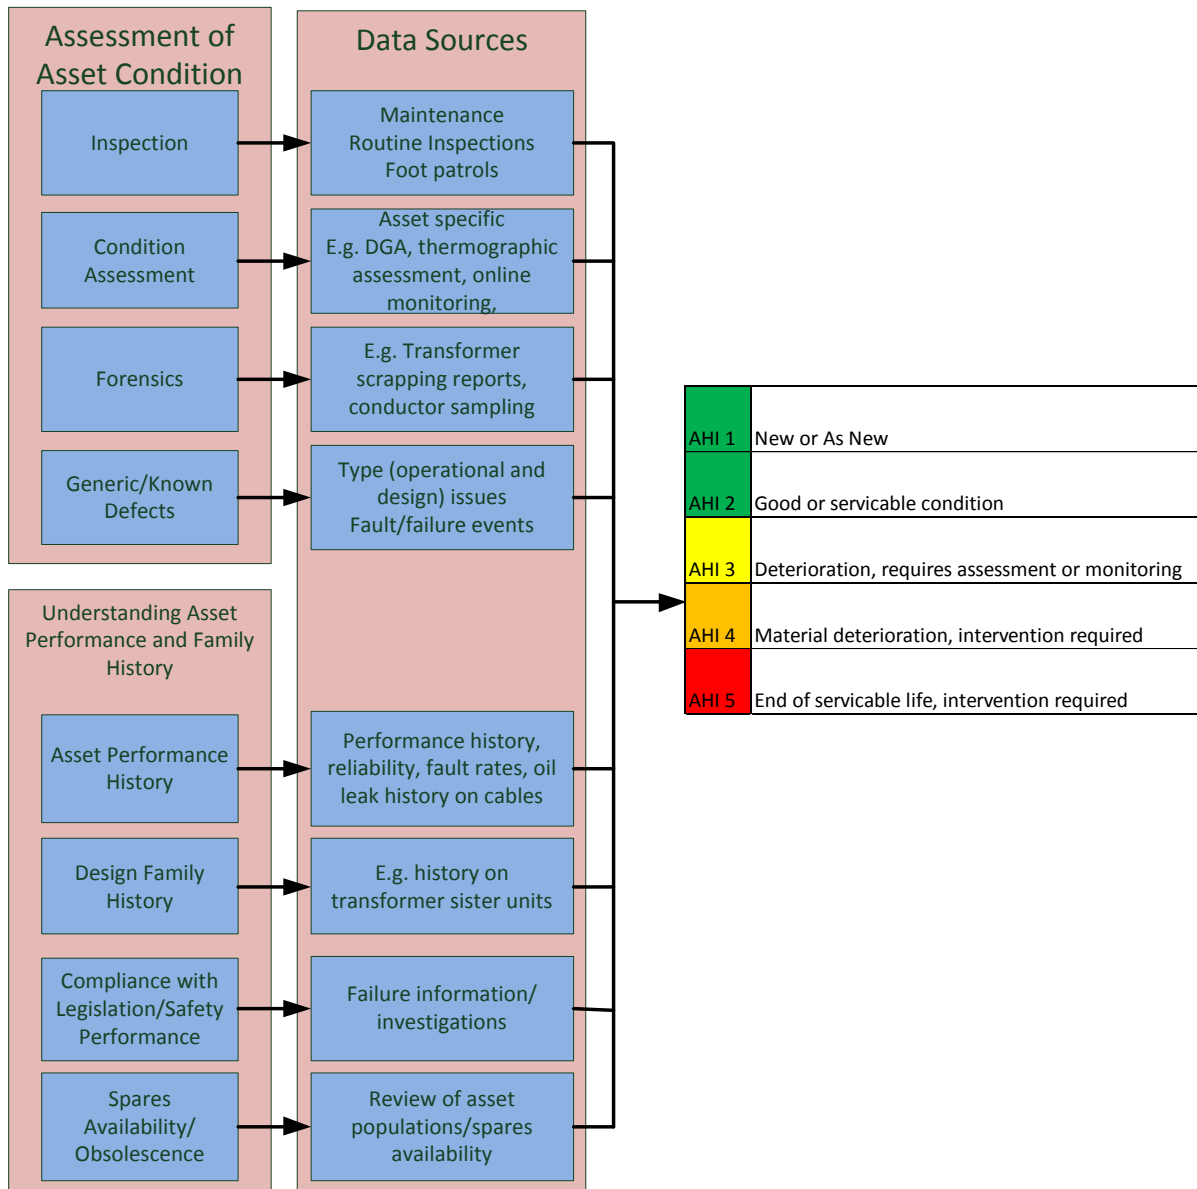 Assessment of
Asset Condition
Inspection
Condition
Assessment
Forensics
Generic/Known
Defects
Understanding Asset
Performance and Family
History
Asset Performance
History
Design Family
History
Compliance with
Legislation/Safety
Performance
Spares
Availability/
Obsolescence
Data Sources
Maintenance
Routine Inspections
Foot patrols
Asset specific
E.g. DGA, thermographic
assessment, online
monitoring,
E.g. Transformer
scrapping reports,
conductor sampling
Type (operational and
design) issues
Fault/failure events
Performance history,
reliability, fault rates, oil
leak history on cables
E.g. history on
transformer sister units
Failure information/
investigations
Review of asset
populations/spares
availability
AHI 1 New or As New
AHI 2 Good or servicable condition
AHI 3 Deterioration, requires assessment or monitoring
AHI 4 Material deterioration, intervention required
AHI 5 End of servicable life, intervention required